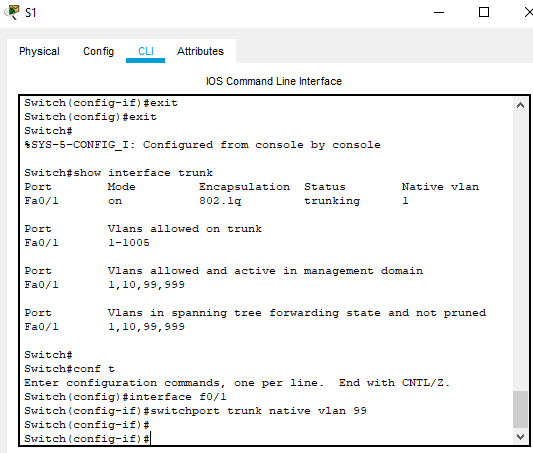 S1
Physical Config CLI Attributes
IOS Command Line Interface
Switch(config-if)#exit
Switch(config)#exit
Switch#
%SYS-5-CONFIG_I: Configured from console by console
Switch#show interface trunk
Port Mode Encapsulation Status Native vlan
Fa0/1 on 802.1q trunking 1
Port Vlans allowed on trunk
Fa0/1 1-1005
Port Vlans allowed and active in management domain
Fa0/1 1,10,99,999
Port Vlans in spanning tree forwarding state and not pruned
Fa0/1 1,10,99,999
Switch#
Switch#conf t
Enter configuration commands, one per line. End with CNTL/Z.
Switch(config)#interface f0/1
Switch(config-if)#switchport trunk native vlan 99
Switch(config-if)#
Switch(config-if)#